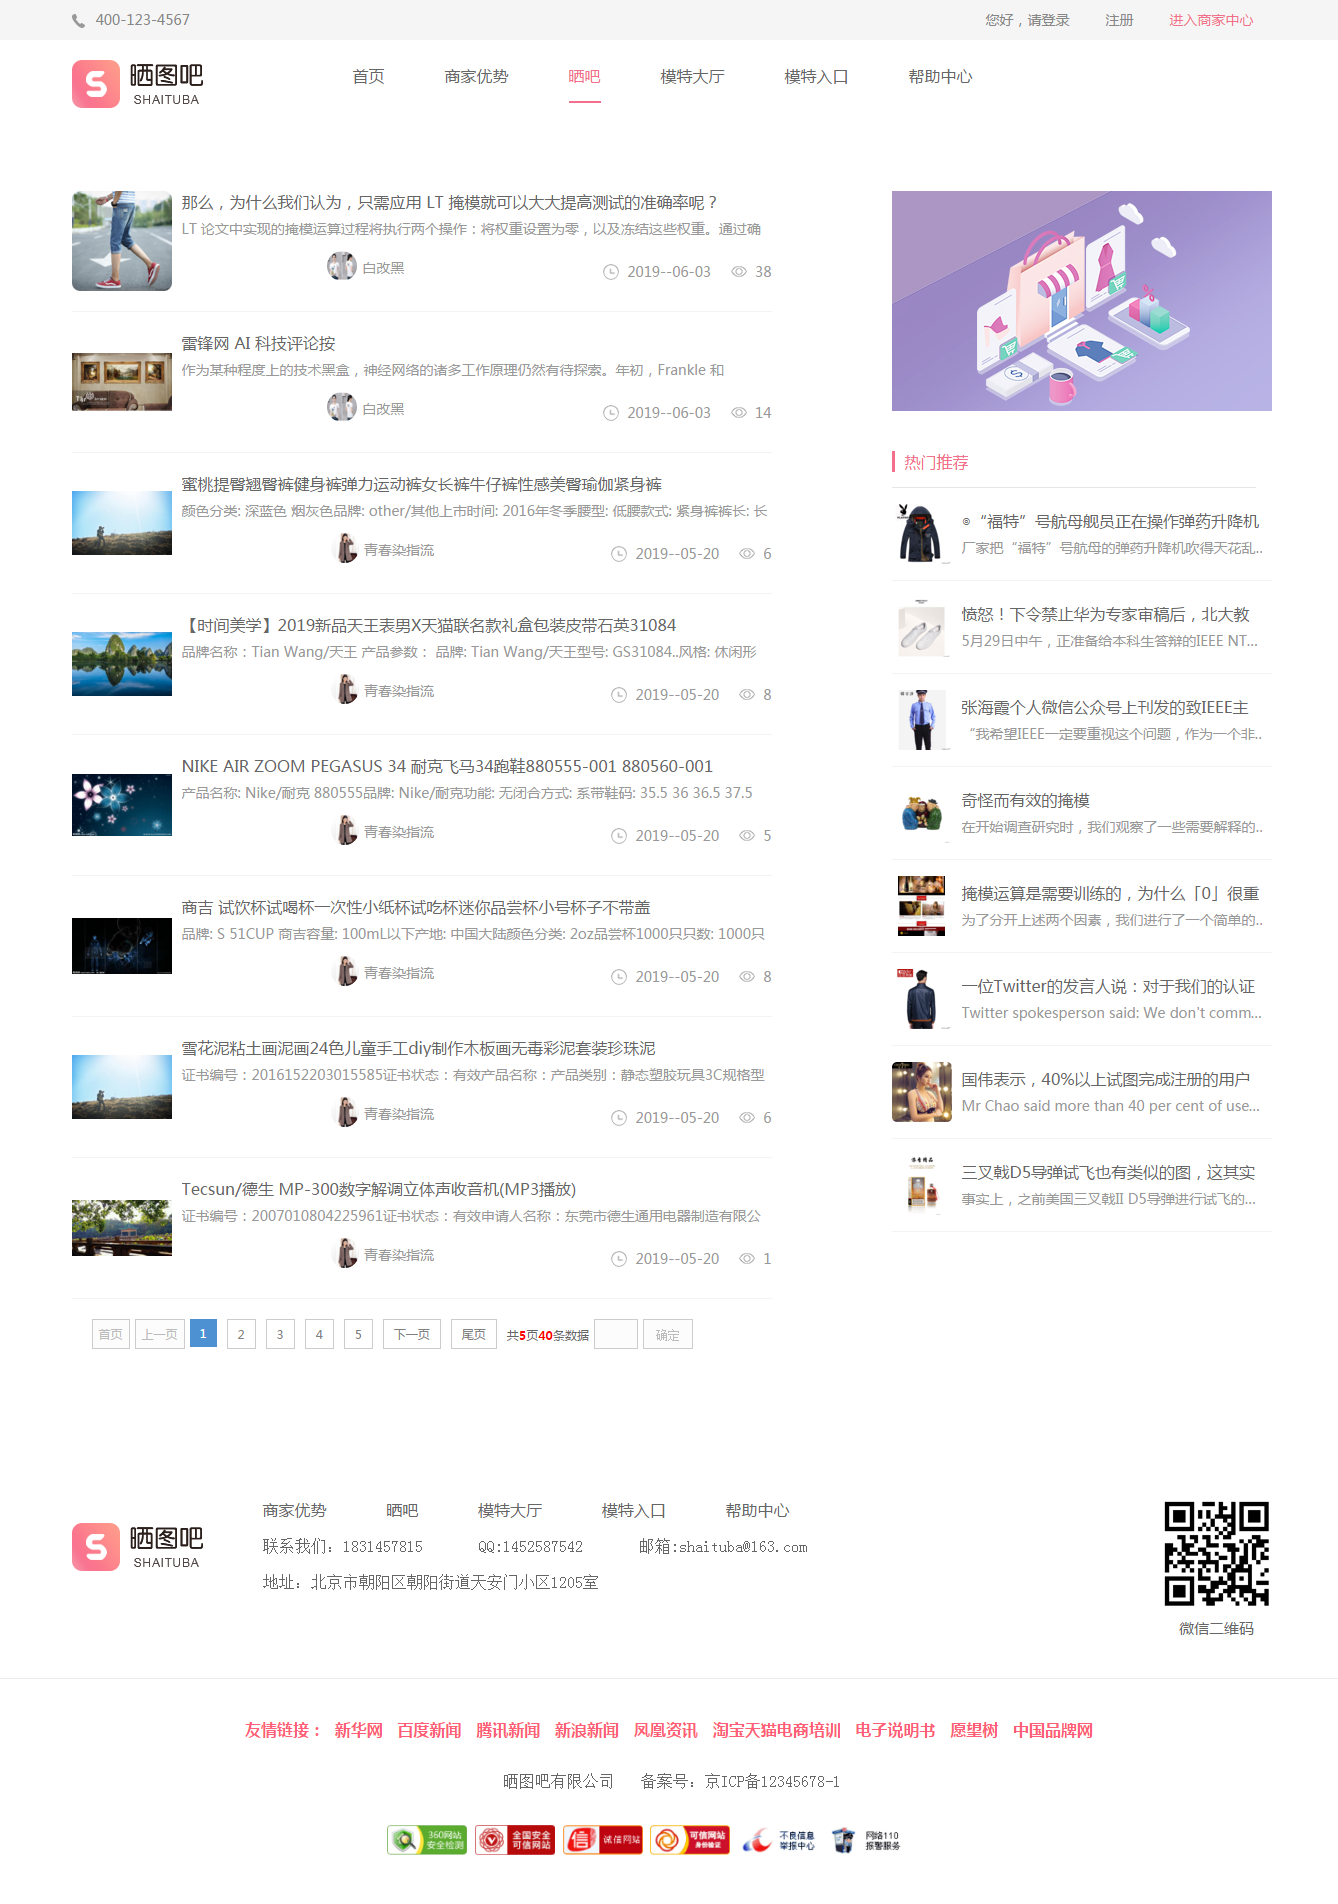 400-123-4567 您好，请登录 注册 进入商家中心
晒图吧
SHAITUBA
首页 商家优势 晒吧 模特大厅 模特入口 帮助中心
那么，为什么我们认为，只需应用 LT 掩模就可以大大提高测试的准确率呢？
LT 论文中实现的掩模运算过程将执行两个操作：将权重设置为零，以及冻结这些权重。通过确
白改黑 2019--06-03 38
雷锋网 AI 科技评论按
作为某种程度上的技术黑盒，神经网络的诸多工作原理仍然有待探索。年初，Frankle 和
白改黑 2019--06-03 14
蜜桃提臀翘臀裤健身裤弹力运动裤女长裤牛仔裤性感美臀瑜伽紧身裤
颜色分类: 深蓝色 烟灰色品牌: other/其他上市时间: 2016年冬季腰型: 低腰款式: 紧身裤裤长: 长
青春染指流 2019--05-20 6
【时间美学】2019新品天王表男X天猫联名款礼盒包装皮带石英31084
品牌名称：Tian Wang/天王 产品参数： 品牌: Tian Wang/天王型号: GS31084..风格: 休闲形
青春染指流 2019--05-20 8
NIKE AIR ZOOM PEGASUS 34 耐克飞马34跑鞋880555-001 880560-001
产品名称: Nike/耐克 880555品牌: Nike/耐克功能: 无闭合方式: 系带鞋码: 35.5 36 36.5 37.5
青春染指流 2019--05-20 5
商吉 试饮杯试喝杯一次性小纸杯试吃杯迷你品尝杯小号杯子不带盖
品牌: S 51CUP 商吉容量: 100mL以下产地: 中国大陆颜色分类: 2oz品尝杯1000只只数: 1000只
青春染指流 2019--05-20 8
雪花泥粘土画泥画24色儿童手工diy制作木板画无毒彩泥套装珍珠泥
证书编号：2016152203015585证书状态：有效产品名称：产品类别：静态塑胶玩具3C规格型
青春染指流 2019--05-20 6
Tecsun/德生 MP-300数字解调立体声收音机(MP3播放)
证书编号：2007010804225961证书状态：有效申请人名称：东莞市德生通用电器制造有限公
青春染指流 2019--05-20 1
首页 上一页 1 2 3 4 5 下一页 尾页 共5页40条数据 确定
热门推荐
⊙“福特”号航母舰员正在操作弹药升降机
厂家把“福特”号航母的弹药升降机吹得天花乱..
愤怒！下令禁止华为专家审稿后，北大教
5月29日中午，正准备给本科生答辩的IEEE NT...
张海霞个人微信公众号上刊发的致IEEE主
“我希望IEEE一定要重视这个问题，作为一个非..
奇怪而有效的掩模
在开始调查研究时，我们观察了一些需要解释的..
掩模运算是需要训练的，为什么「0」很重
为了分开上述两个因素，我们进行了一个简单的..
一位Twitter的发言人说：对于我们的认证
Twitter spokesperson said: We don't comm...
国伟表示，40%以上试图完成注册的用户
Mr Chao said more than 40 per cent of use...
三叉戟D5导弹试飞也有类似的图，这其实
事实上，之前美国三叉戟II D5导弹进行试飞的...
晒图吧
SHAITUBA
商家优势 晒吧 模特大厅 模特入口 帮助中心
联系我们：1831457815 QQ:1452587542 邮箱:shaituba@163.com
地址：北京市朝阳区朝阳街道天安门小区1205室
微信二维码
友情链接： 新华网 百度新闻 腾讯新闻 新浪新闻 凤凰资讯 淘宝天猫电商培训 电子说明书 愿望树 中国品牌网
晒图吧有限公司 备案号：京ICP备12345678-1
360网站 安全检测 全国安全 可信网站 诚信网站 可信网站 身份验证 不良信息 举报中心 网络110 报警服务